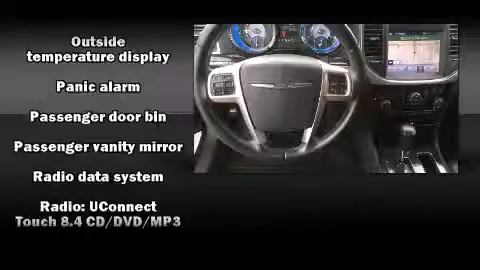 Outside
temperature display
Panic alarm
Passenger door bin
Passenger vanity mirror
Radio data system
Radio: UConnect
Touch 8.4 CD/DVD/MP3